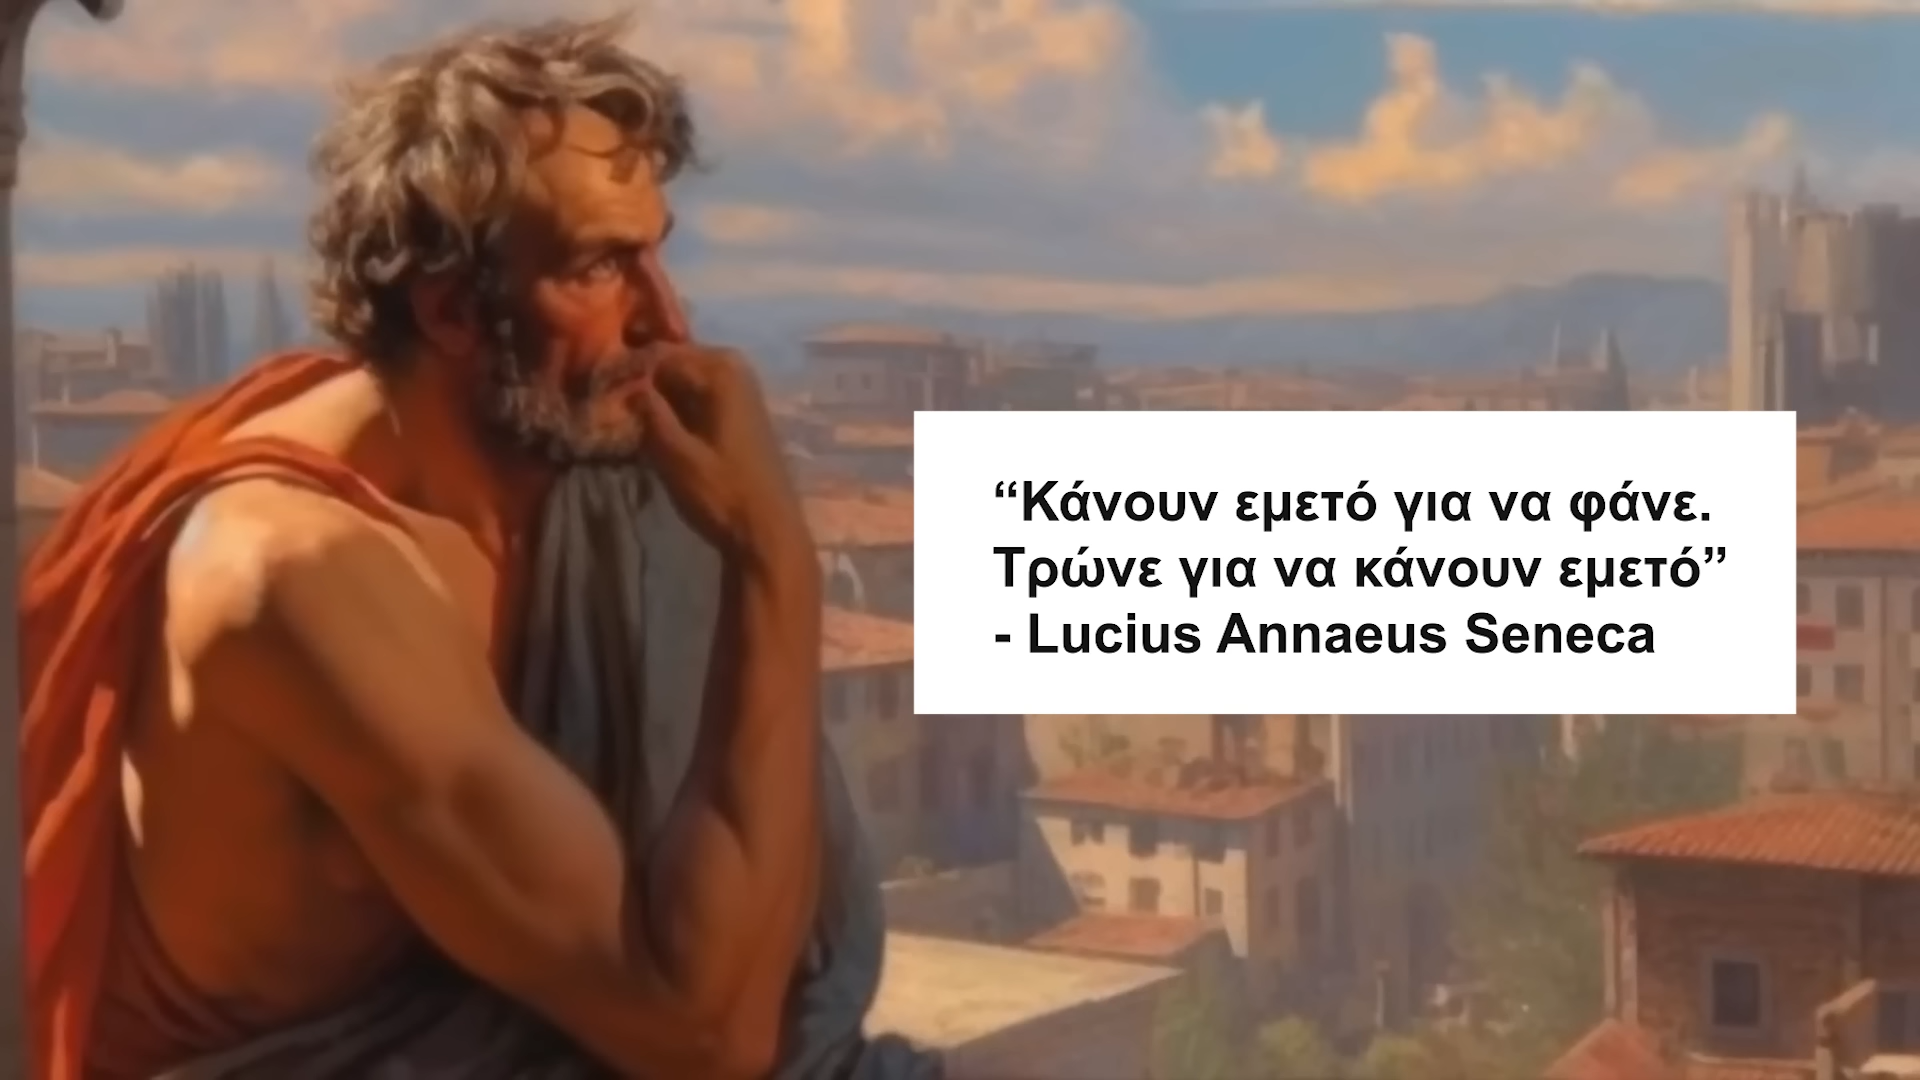 “Κάνουν εμετό για να φάνε.
Τρώνε για να κάνουν εμετό”
- Lucius Annaeus Seneca